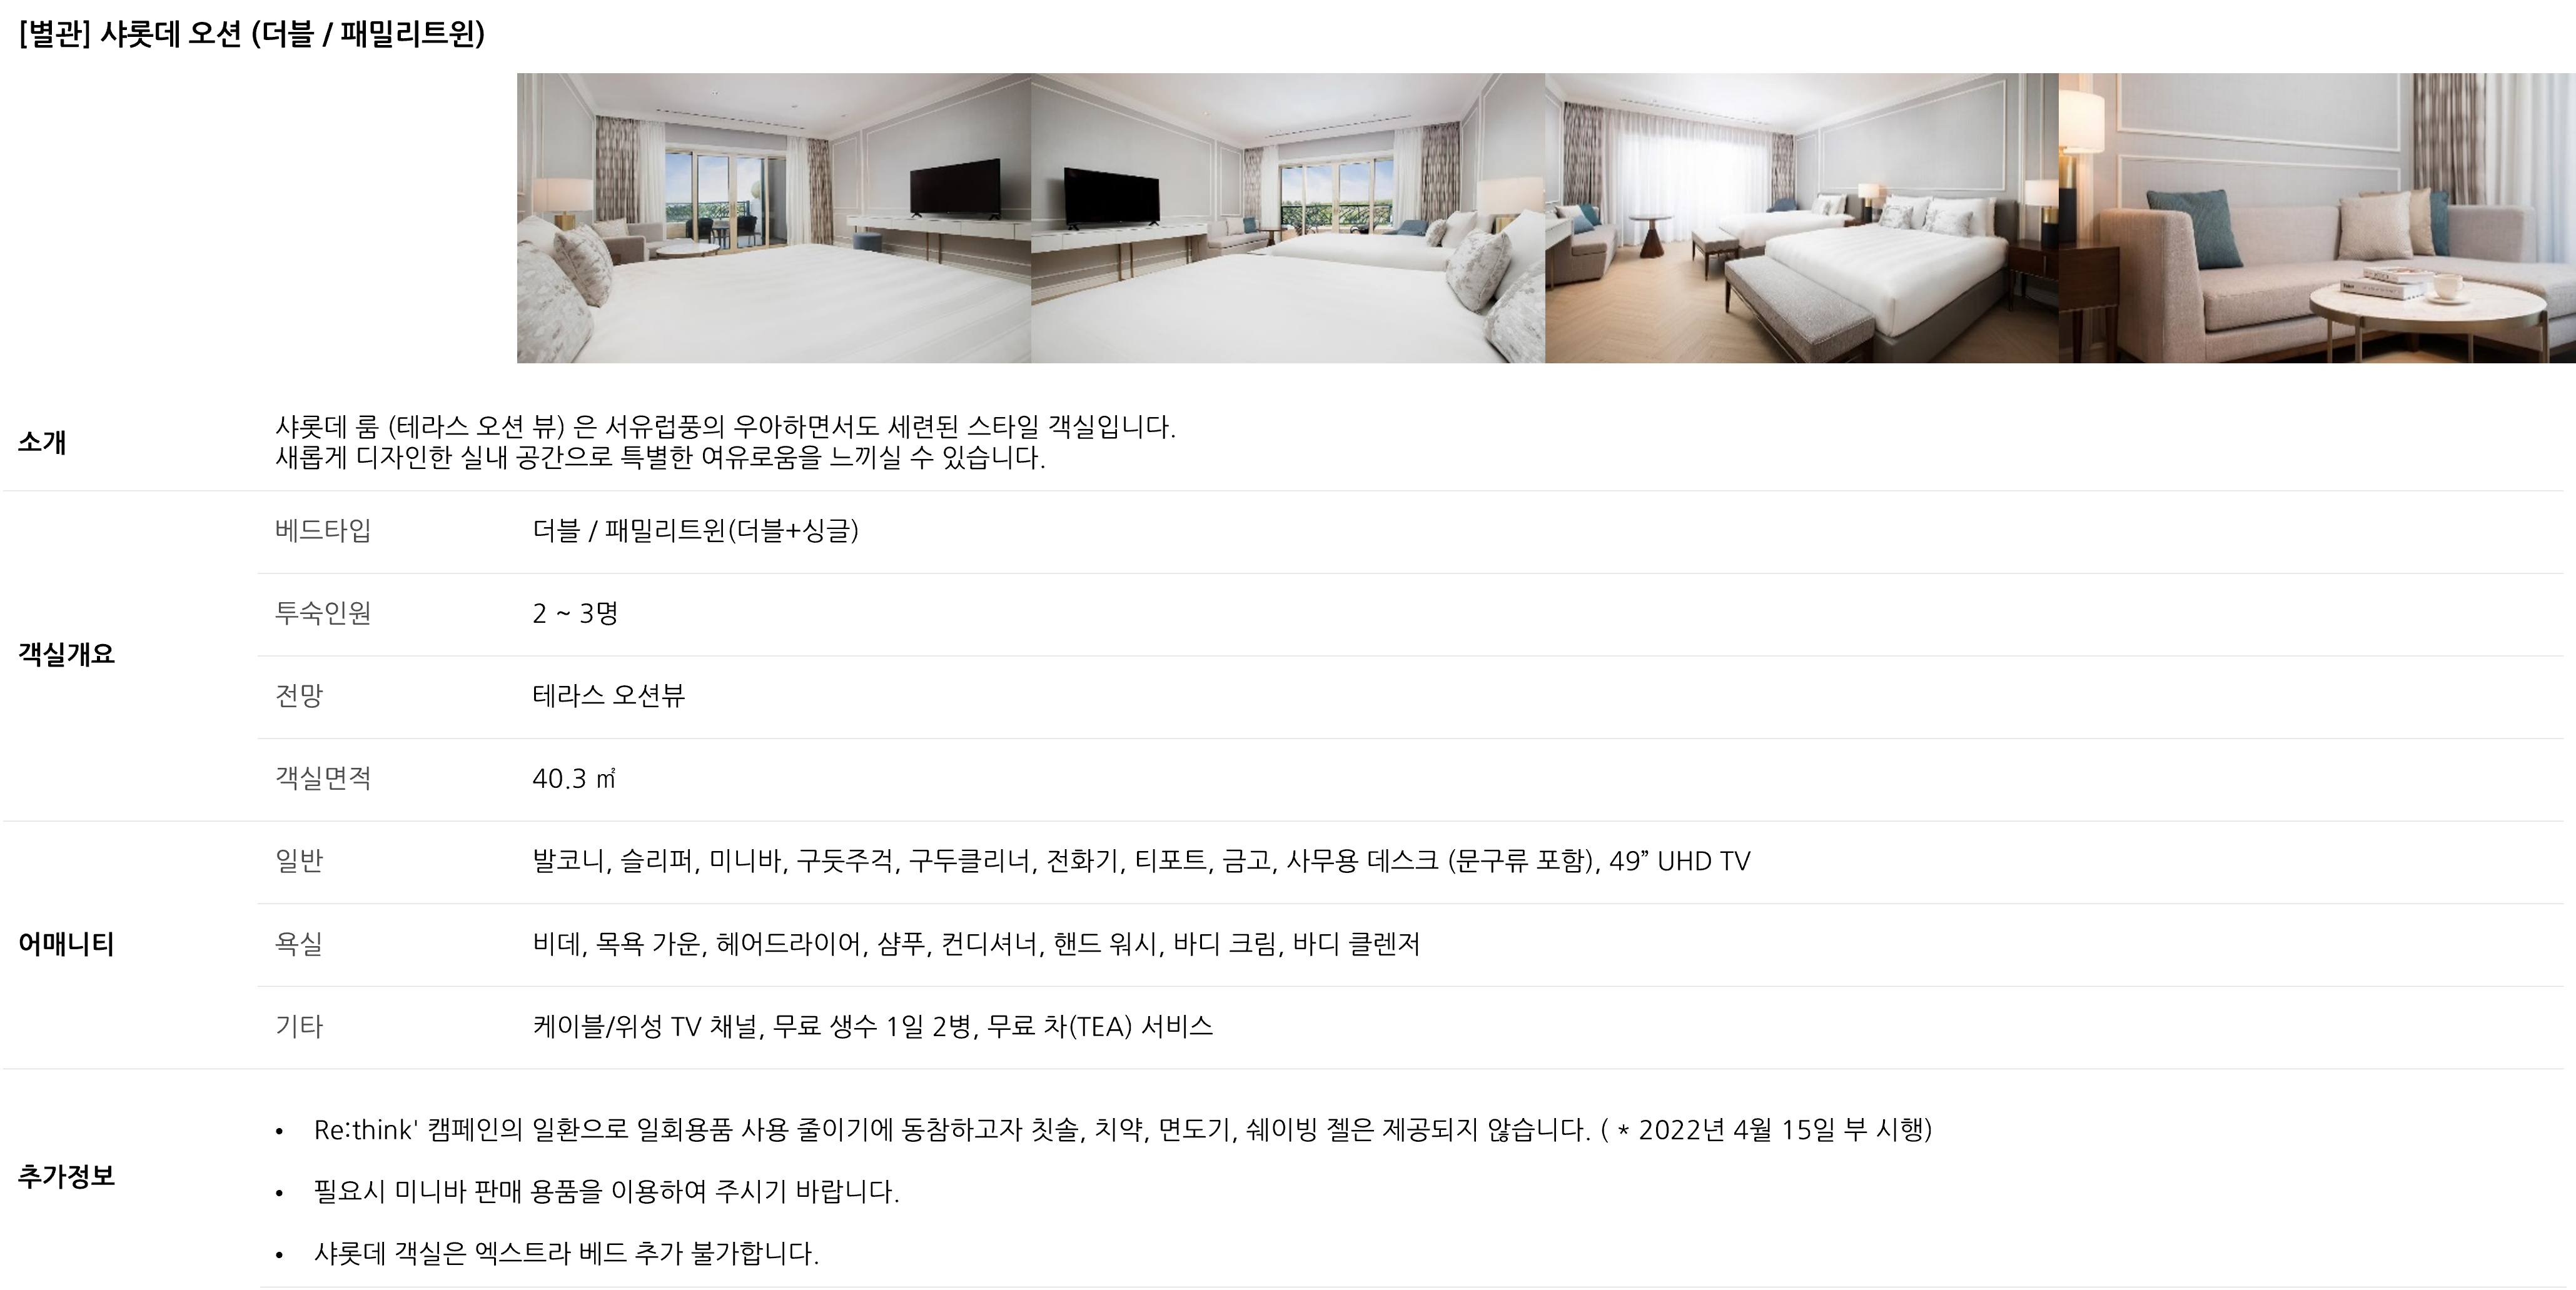 [별관] 샤롯데 오션 (더블 / 패밀리트윈)
소개
샤롯데 룸 (테라스 오션 뷰) 은 서유럽풍의 우아하면서도 세련된 스타일 객실입니다.
새롭게 디자인한 실내 공간으로 특별한 여유로움을 느끼실 수 있습니다.
객실개요
베드타입 더블 / 패밀리트윈(더블+싱글)
투숙인원 2 ~ 3명
전망 테라스 오션뷰
객실면적 40.3 ㎡
어매니티
일반 발코니, 슬리퍼, 미니바, 구둣주걱, 구두클리너, 전화기, 티포트, 금고, 사무용 데스크 (문구류 포함), 49” UHD TV
욕실 비데, 목욕 가운, 헤어드라이어, 샴푸, 컨디셔너, 핸드 워시, 바디 크림, 바디 클렌저
기타 케이블/위성 TV 채널, 무료 생수 1일 2병, 무료 차(TEA) 서비스
추가정보
• Re:think' 캠페인의 일환으로 일회용품 사용 줄이기에 동참하고자 칫솔, 치약, 면도기, 쉐이빙 젤은 제공되지 않습니다. ( * 2022년 4월 15일 부 시행)
• 필요시 미니바 판매 용품을 이용하여 주시기 바랍니다.
• 샤롯데 객실은 엑스트라 베드 추가 불가합니다.